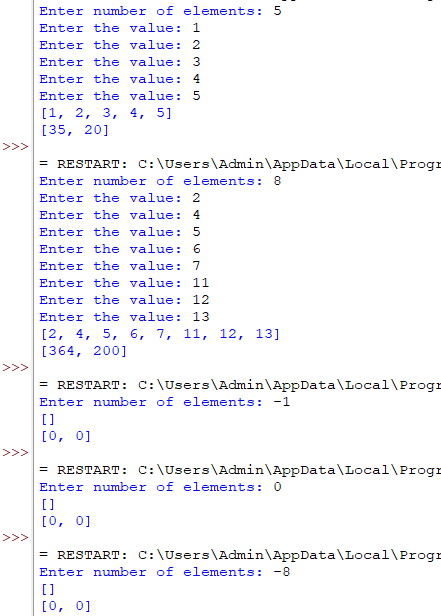 Enter number of elements: 5
Enter the value: 1
Enter the value: 2
Enter the value: 3
Enter the value: 4
Enter the value: 5
[1, 2, 3, 4, 5]
[35, 20]
>>>
= RESTART: C:\Users\Admin\AppData\Local\Progr
Enter number of elements: 8
Enter the value: 2
Enter the value: 4
Enter the value: 5
Enter the value: 6
Enter the value: 7
Enter the value: 11
Enter the value: 12
Enter the value: 13
[2, 4, 5, 6, 7, 11, 12, 13]
[364, 200]
>>>
= RESTART: C:\Users\Admin\AppData\Local\Progr
Enter number of elements: -1
[]
[0, 0]
>>>
= RESTART: C:\Users\Admin\AppData\Local\Progr
Enter number of elements: 0
[]
[0, 0]
>>>
= RESTART: C:\Users\Admin\AppData\Local\Progr
Enter number of elements: -8
[]
[0, 0]